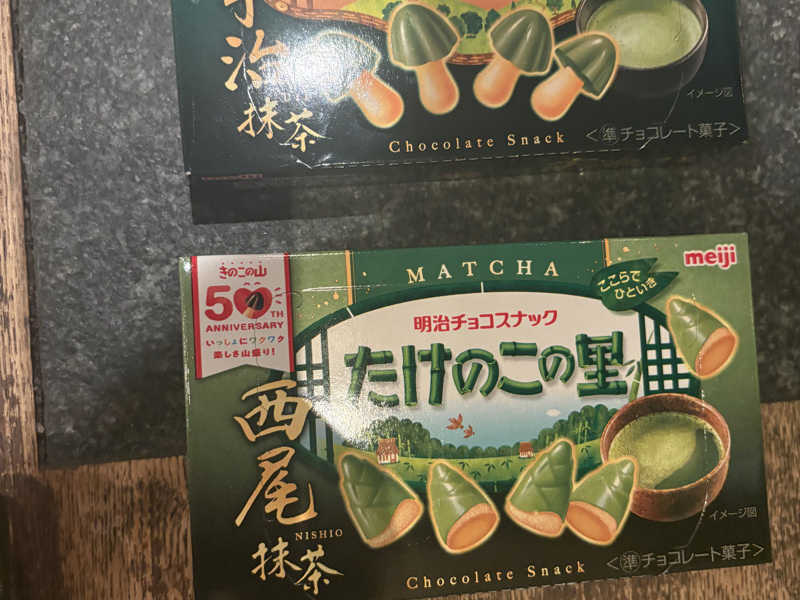 宇治
抹茶
イメージ図
Chocolate Snack
<準チョコレート菓子>
きのこの山
50TH
ANNIVERSARY
いっしょにワクワク
楽しさ山盛り!
MATCHA
meiji
ここらで
ひといき
明治チョコスナック
たけのこの里
西尾
NISHIO
抹茶
イメージ図
Chocolate Snack
<準チョコレート菓子>